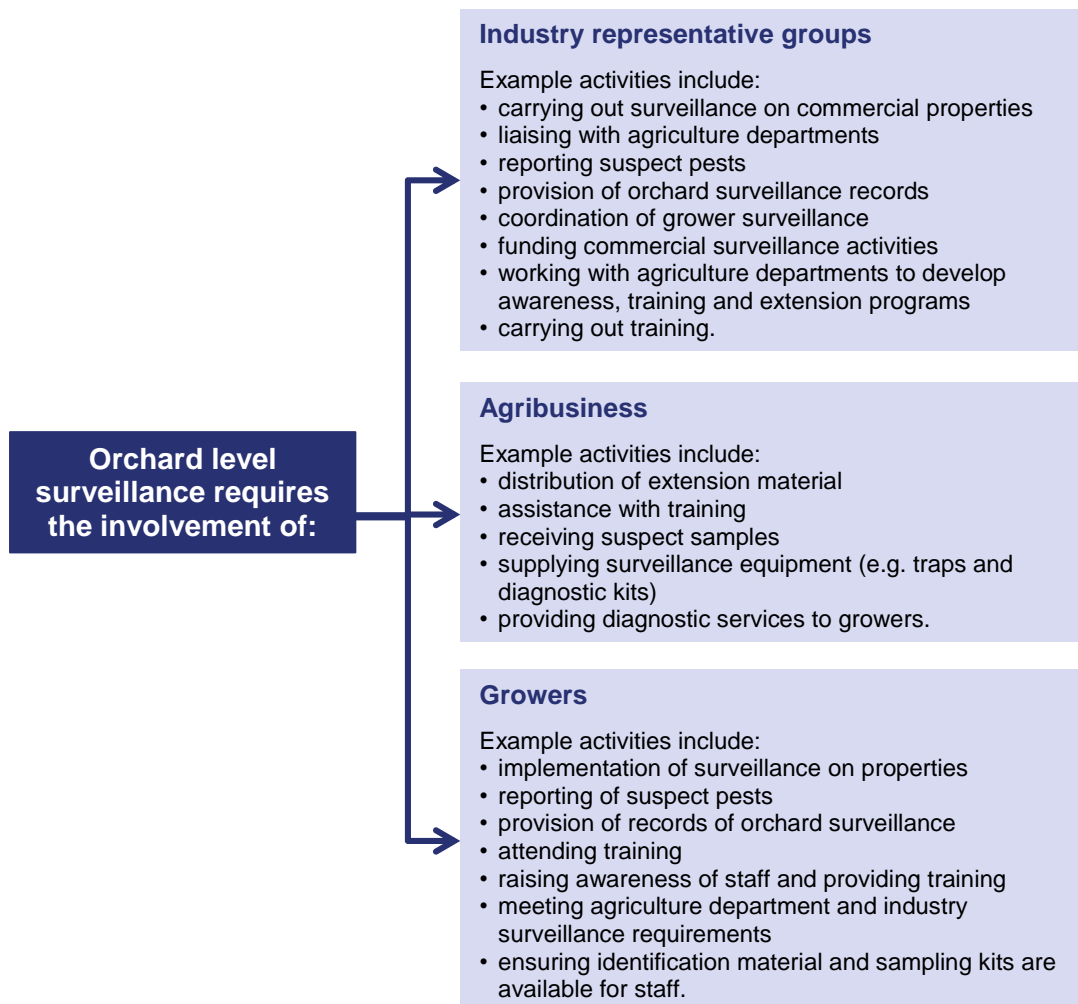 Industry representative groups
Example activities include:
• carrying out surveillance on commercial properties
• liaising with agriculture departments
• reporting suspect pests
• provision of orchard surveillance records
• coordination of grower surveillance
• funding commercial surveillance activities
• working with agriculture departments to develop
awareness, training and extension programs
• carrying out training.
Orchard level
surveillance requires
the involvement of:
Agribusiness
Example activities include:
• distribution of extension material
• assistance with training
• receiving suspect samples
• supplying surveillance equipment (e.g. traps and
diagnostic kits)
• providing diagnostic services to growers.
Growers
Example activities include:
• implementation of surveillance on properties
• reporting of suspect pests
• provision of records of orchard surveillance
• attending training
• raising awareness of staff and providing training
• meeting agriculture department and industry
surveillance requirements
• ensuring identification material and sampling kits are
available for staff.